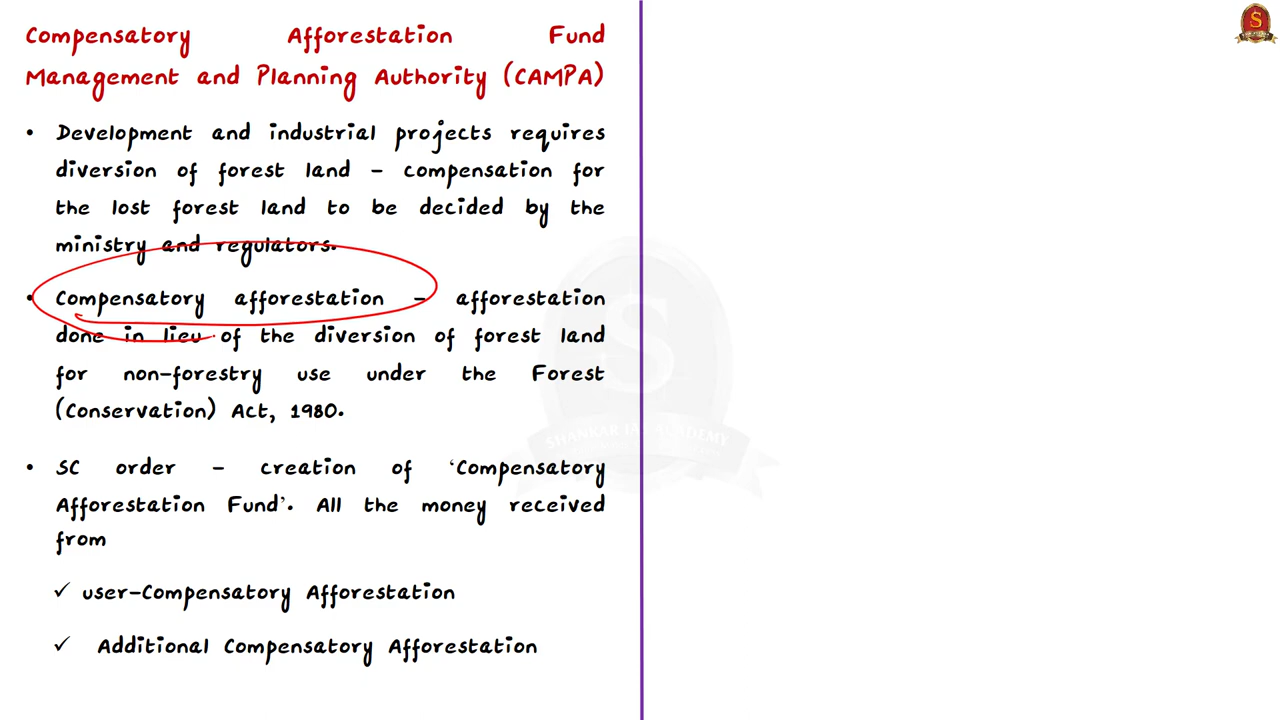 Compensatory Afforestation Fund
Management and Planning Authority (CAMPA)
• Development and industrial projects requires
diversion of forest land – compensation for
the lost forest land to be decided by the
ministry and regulators.
• Compensatory afforestation – afforestation
done in lieu of the diversion of forest land
for non-forestry use under the Forest
(Conservation) Act, 1980.
• SC order – creation of ‘Compensatory
Afforestation Fund’. All the money received
from
✓ user-Compensatory Afforestation
✓ Additional Compensatory Afforestation
S
SHANKAR IAS ACADEMY
S